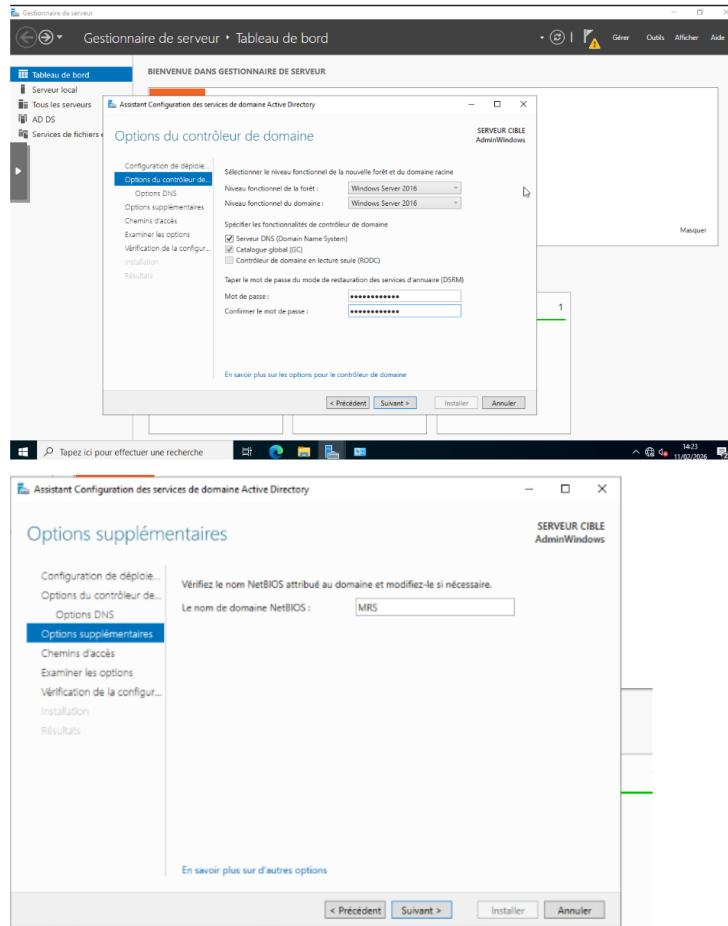 Gestionnaire de serveur
Gestionnaire de serveur • Tableau de bord
Gérer Outils Afficher Aide
Tableau de bord
Serveur local
Tous les serveurs
AD DS
Services de fichiers
BIENVENUE DANS GESTIONNAIRE DE SERVEUR
Assistant Configuration des services de domaine Active Directory
Options du contrôleur de domaine
SERVEUR CIBLE
AdminWindows
Configuration de déploie...
Options du contrôleur de...
Options DNS
Options supplémentaires
Chemins d'accès
Examiner les options
Vérification de la configur...
Installation
Résultats
Sélectionner le niveau fonctionnel de la nouvelle forêt et du domaine racine
Niveau fonctionnel de la forêt : Windows Server 2016
Niveau fonctionnel du domaine : Windows Server 2016
Spécifier les fonctionnalités de contrôleur de domaine
Serveur DNS (Domain Name System)
Catalogue global (GC)
Contrôleur de domaine en lecture seule (RODC)
Taper le mot de passe du mode de restauration des services d'annuaire (DSRM)
Mot de passe : ••••••••••••
Confirmer le mot de passe : ••••••••••••
En savoir plus sur les options pour le contrôleur de domaine
< Précédent Suivant > Installer Annuler
Masquer
1
Tapez ici pour effectuer une recherche
14:23
11/02/2026
Assistant Configuration des services de domaine Active Directory
Options supplémentaires
SERVEUR CIBLE
AdminWindows
Configuration de déploie...
Options du contrôleur de...
Options DNS
Options supplémentaires
Chemins d'accès
Examiner les options
Vérification de la configur...
Installation
Résultats
Vérifiez le nom NetBIOS attribué au domaine et modifiez-le si nécessaire.
Le nom de domaine NetBIOS : MRS
En savoir plus sur d'autres options
< Précédent Suivant > Installer Annuler